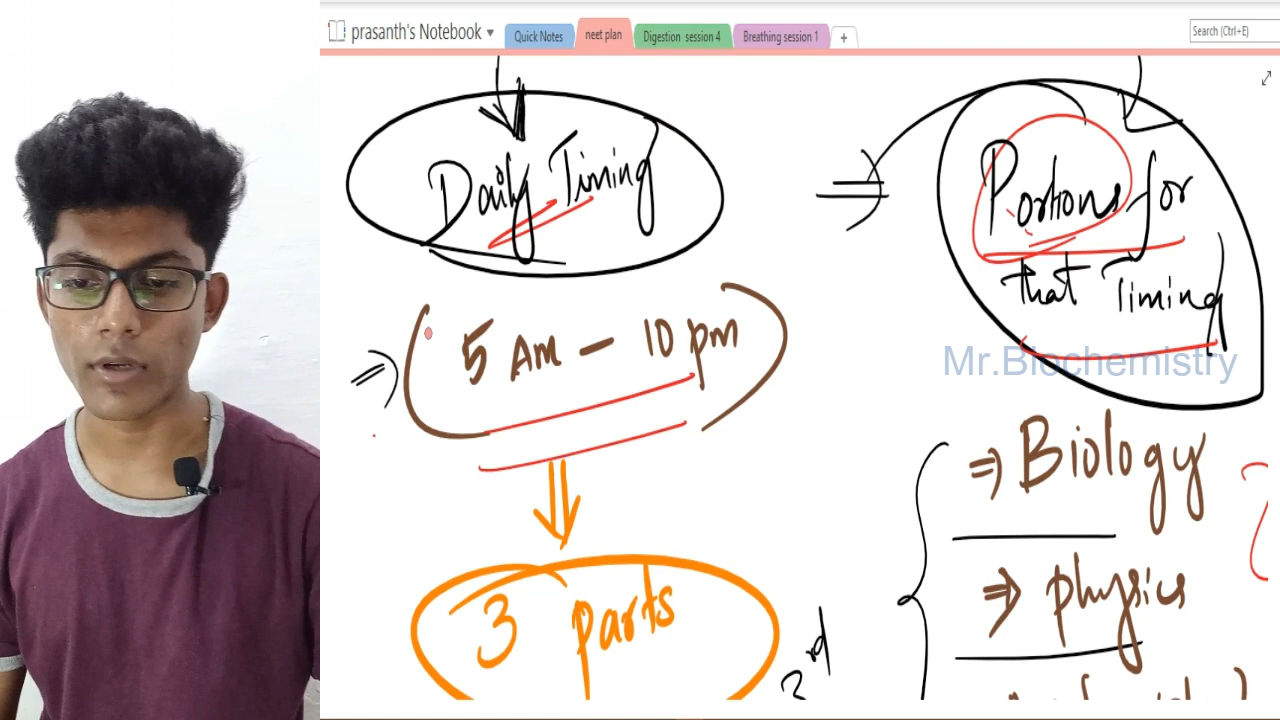 prasanth's Notebook
Quick Notes
neet plan
Digestion session 4
Breathing session 1
+
Search (Ctrl+E)
Daily Timing
⇒ (5 Am – 10 pm)
3 parts
⇒ Portions for
that Timing
Mr.Biochemistry
⇒ Biology
⇒ physics
3rd